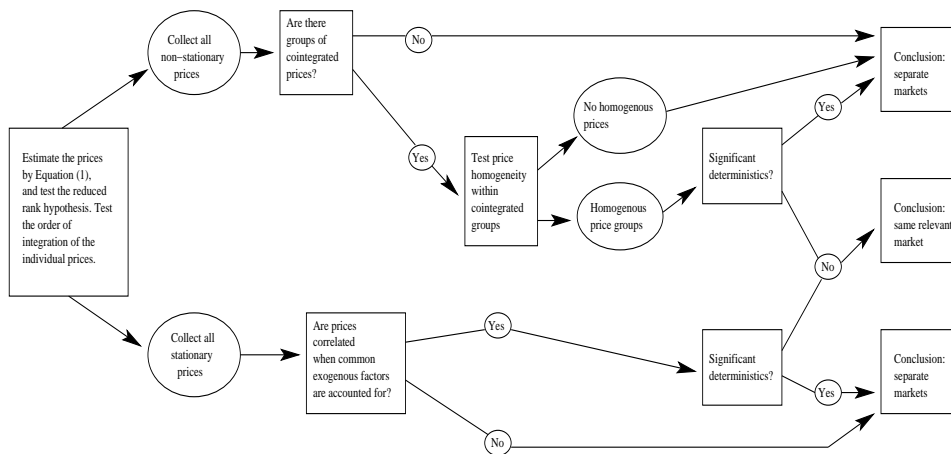 Estimate the prices
by Equation (1),
and test the reduced
rank hypothesis. Test
the order of
integration of the
individual prices.
Collect all
non−stationary
prices
Are there
groups of
cointegrated
prices?
No
Yes
Test price
homogeneity
within
cointegrated
groups
No homogenous
prices
Homogenous
price groups
Significant
deterministics?
Yes
No
Conclusion:
separate
markets
Conclusion:
same relevant
market
Collect all
stationary
prices
Are prices
correlated
when common
exogenous factors
are accounted for?
Yes
No
Significant
deterministics?
Yes
Conclusion:
separate
markets